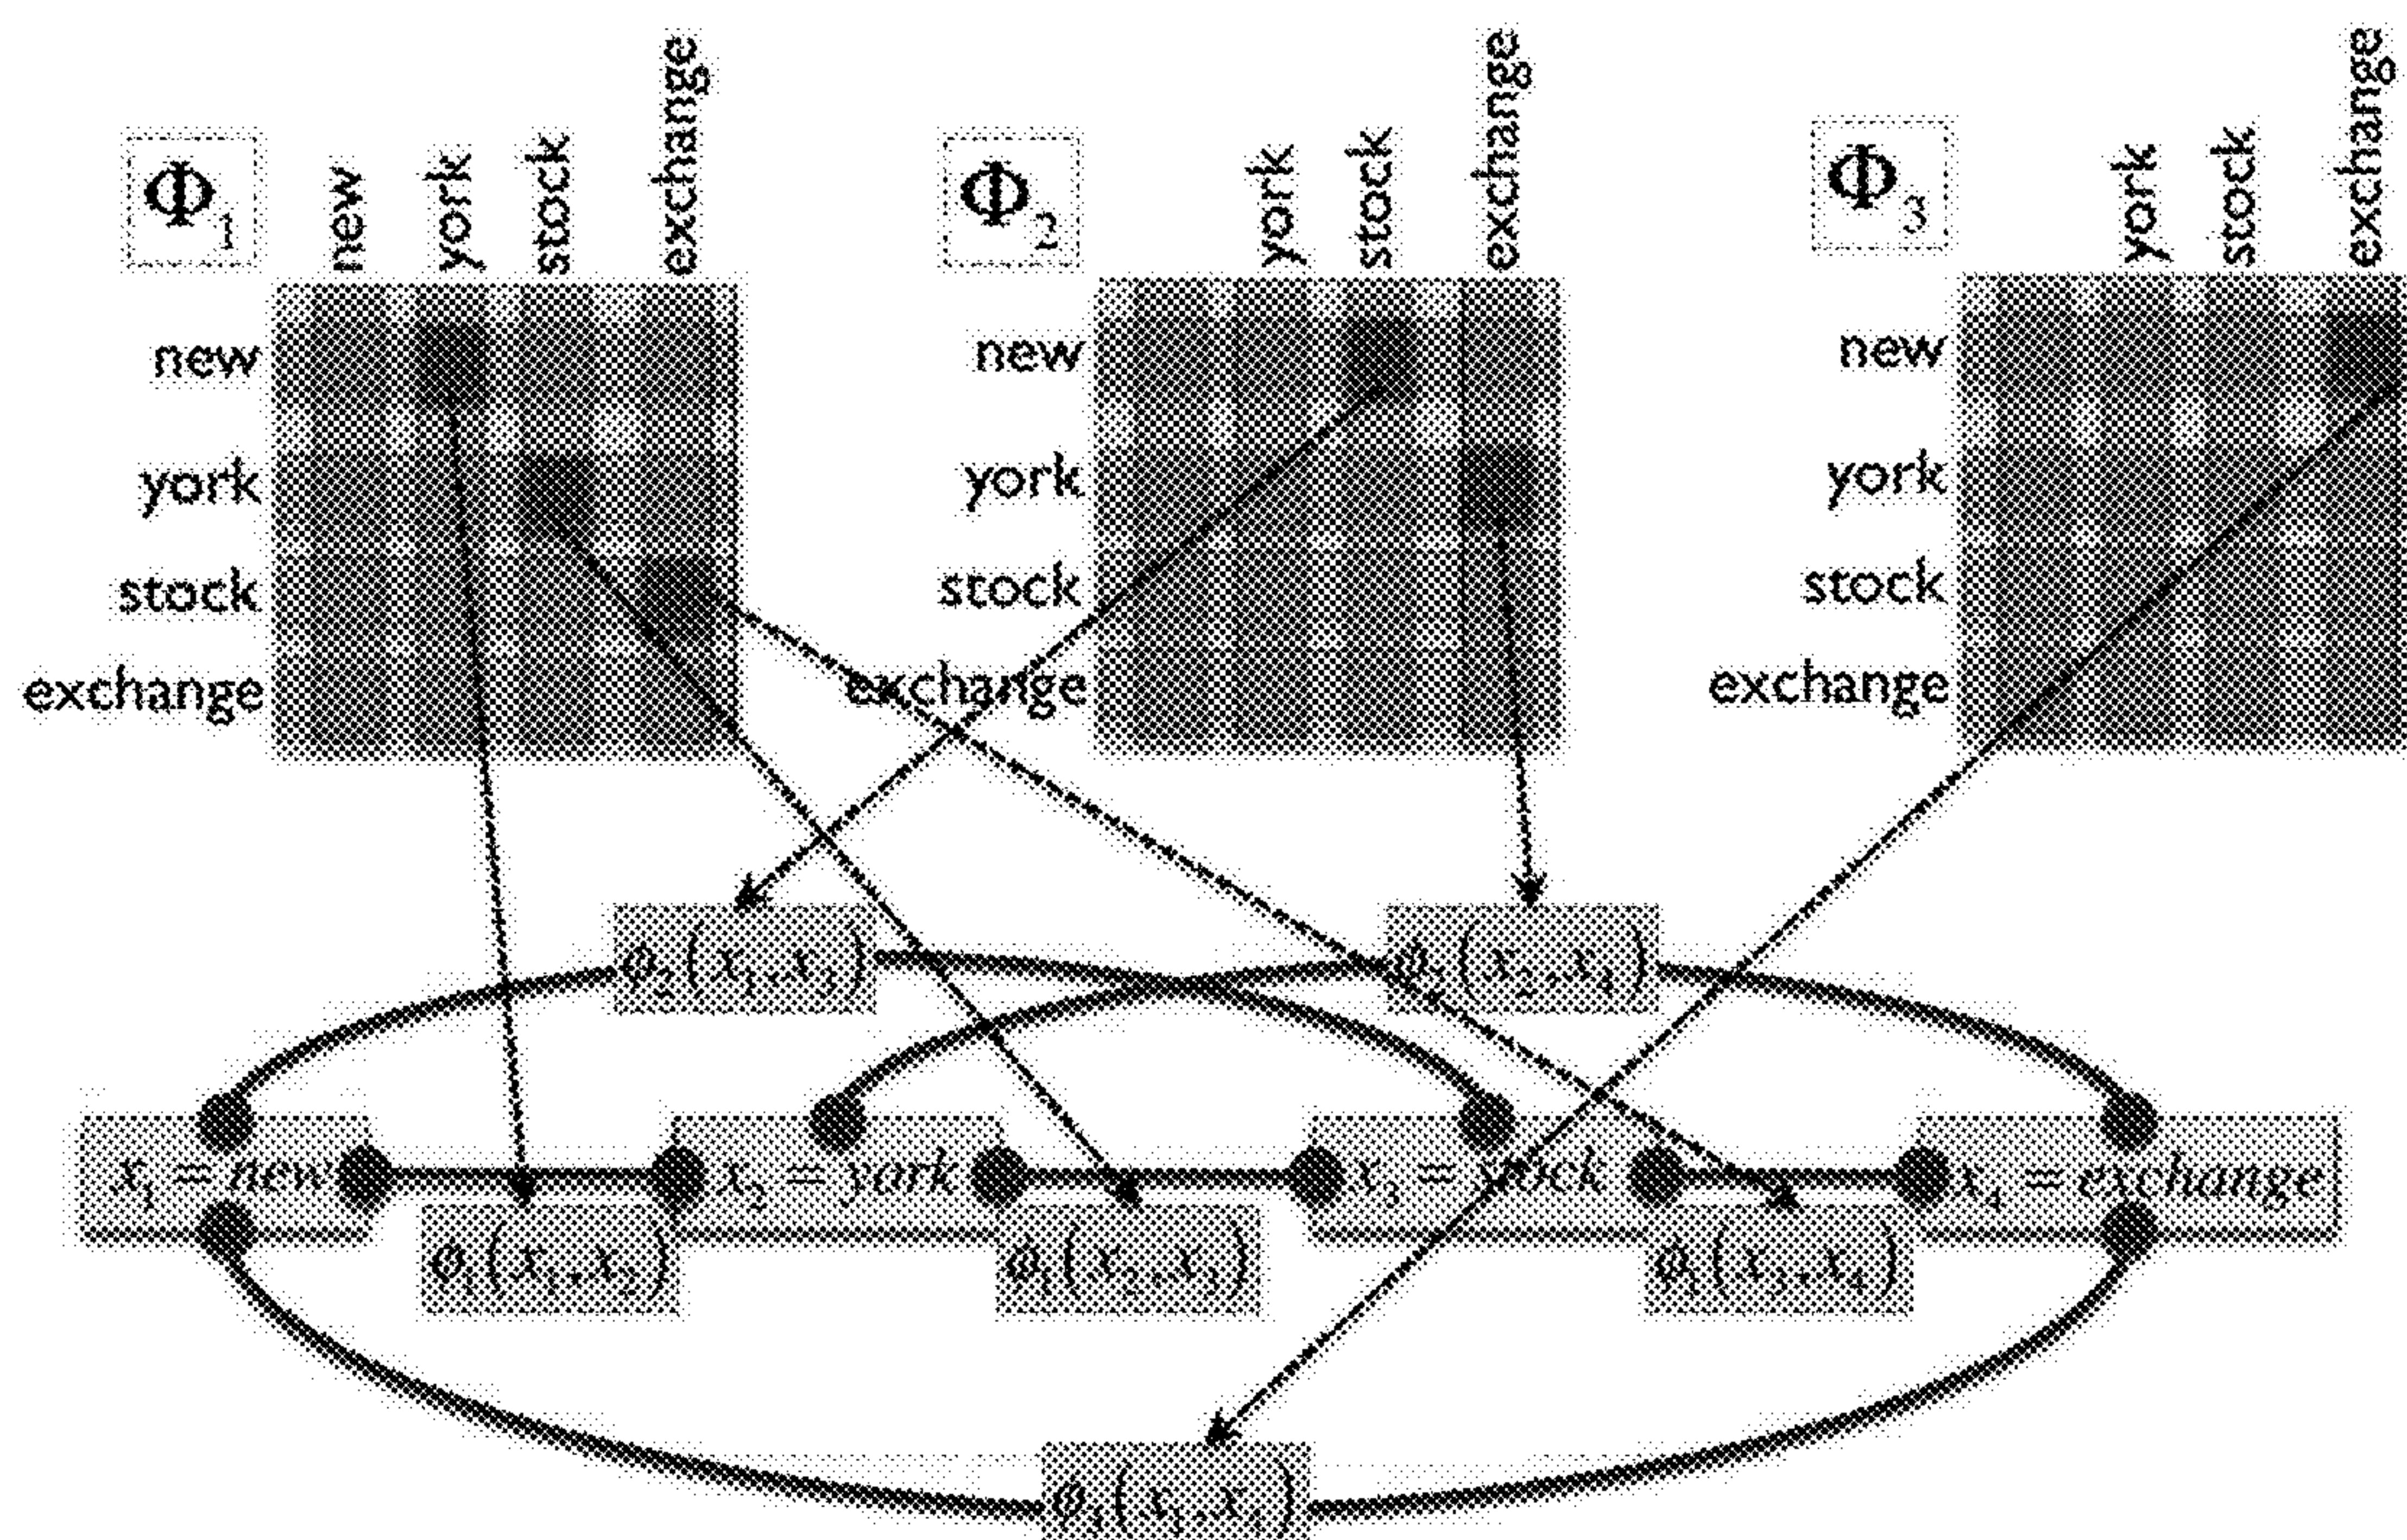 Φ1 new york stock exchange
Φ2 york stock exchange
Φ3 york stock exchange
new new new
york york york
stock stock stock
exchange exchange exchange
ϕ2(x1,x3)
x1 = new x2 = york x3 = stock x4 = exchange
ϕ1(x1,x2) ϕ1(x2,x3) ϕ1(x3,x4)